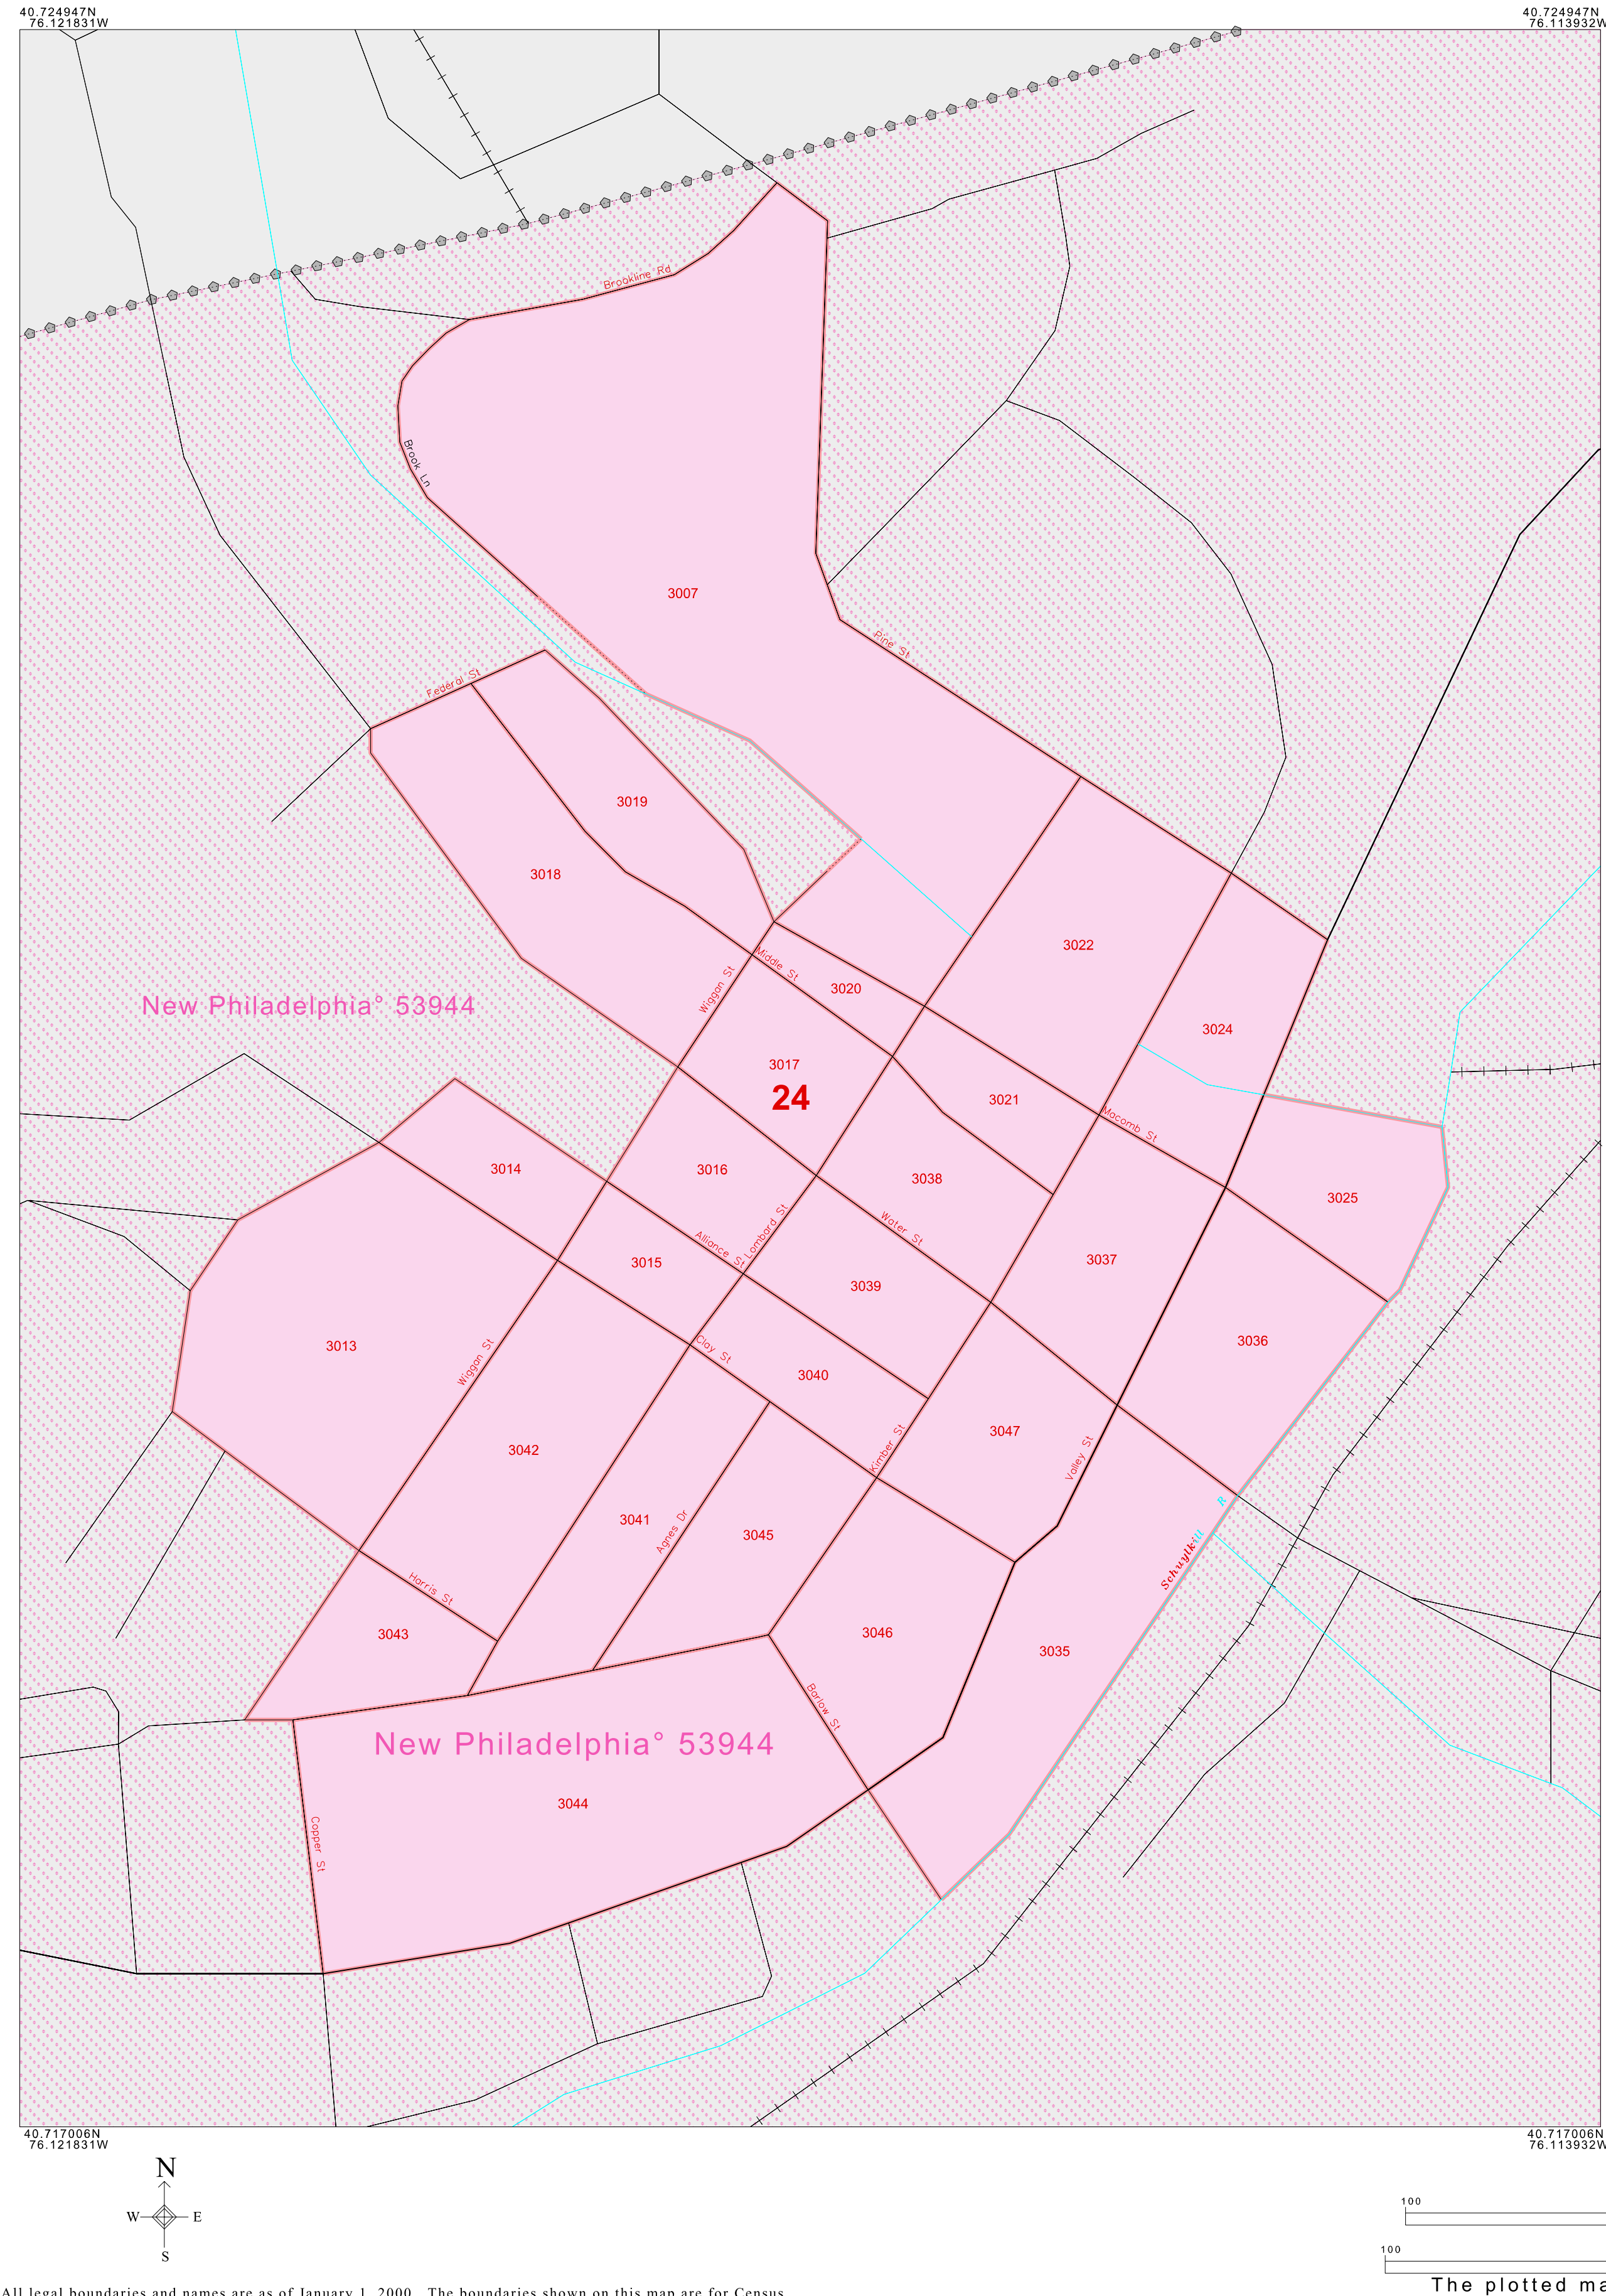 40.724947N
76.121831W
40.724947N
76.113932W
Brookline Rd
Brook Ln
3007
Pine St
Federal St
3019
3018
3022
Middle St
Wiggan St
3020
3024
New Philadelphia° 53944
3017
24
3021
Macomb St
3014
3016
3038
3025
Lombard St
Water St
Alliance St
3015
3037
3039
3013
Wiggan St
Clay St
3036
3040
3042
Kimber St
3047
Valley St
3041
Agnes Dr
3045
Schuylkill R
Harris St
3043
3046
3035
Barlow St
New Philadelphia° 53944
3044
Copper St
40.717006N
76.121831W
40.717006N
76.113932W
N
W
E
S
100
100
The plotted ma
All legal boundaries and names are as of January 1, 2000. The boundaries shown on this map are for Census